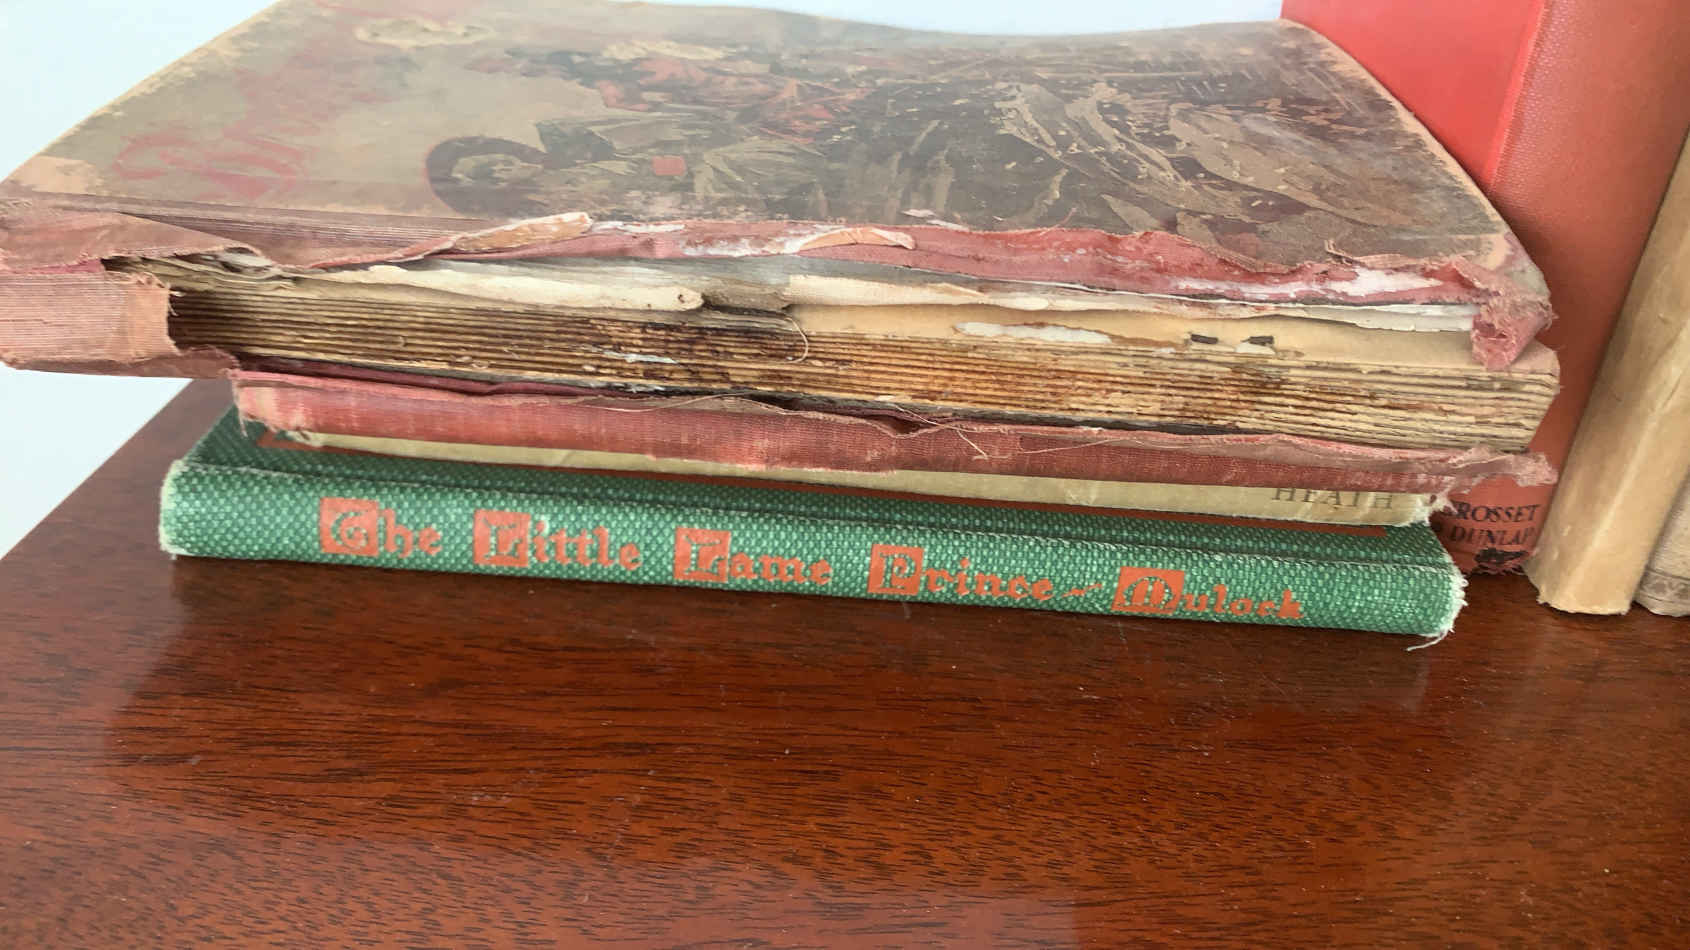 HEATH
The Little Lame Prince - Mulock
GROSSET
DUNLAP